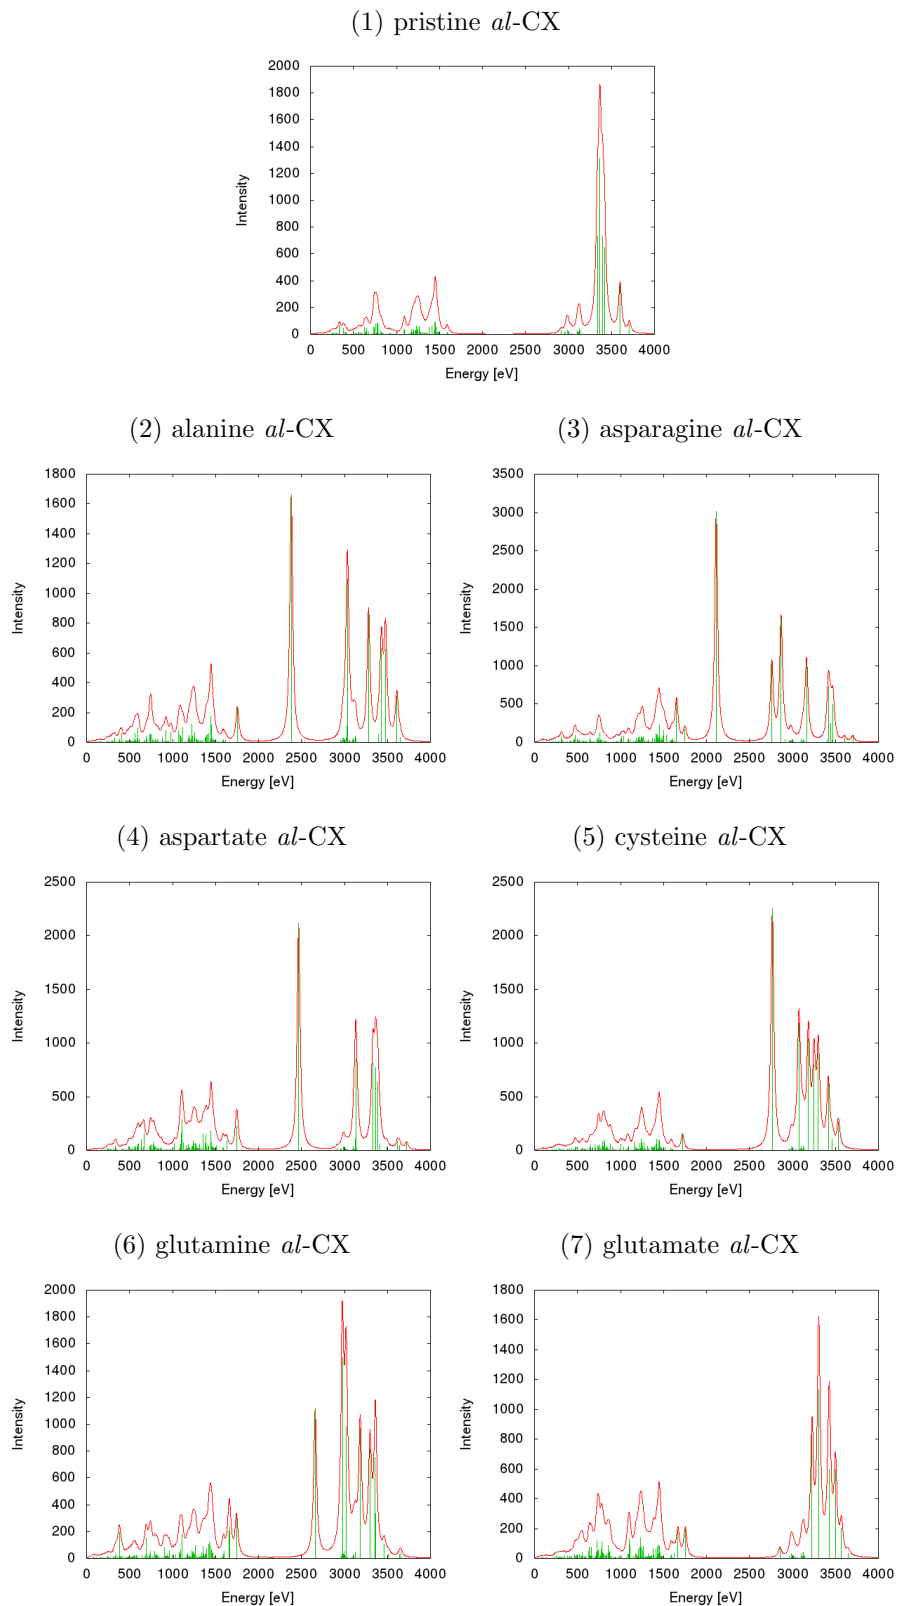 (1) pristine al-CX
2000
1800
1600
1400
1200
1000
800
600
400
200
0
Intensity
0 500 1000 1500 2000 2500 3000 3500 4000
Energy [eV]
(2) alanine al-CX
1800
1600
1400
1200
1000
800
600
400
200
0
Intensity
0 500 1000 1500 2000 2500 3000 3500 4000
Energy [eV]
(3) asparagine al-CX
3500
3000
2500
2000
1500
1000
500
0
Intensity
0 500 1000 1500 2000 2500 3000 3500 4000
Energy [eV]
(4) aspartate al-CX
2500
2000
1500
1000
500
0
Intensity
0 500 1000 1500 2000 2500 3000 3500 4000
Energy [eV]
(5) cysteine al-CX
2500
2000
1500
1000
500
0
Intensity
0 500 1000 1500 2000 2500 3000 3500 4000
Energy [eV]
(6) glutamine al-CX
2000
1800
1600
1400
1200
1000
800
600
400
200
0
Intensity
0 500 1000 1500 2000 2500 3000 3500 4000
Energy [eV]
(7) glutamate al-CX
1800
1600
1400
1200
1000
800
600
400
200
0
Intensity
0 500 1000 1500 2000 2500 3000 3500 4000
Energy [eV]